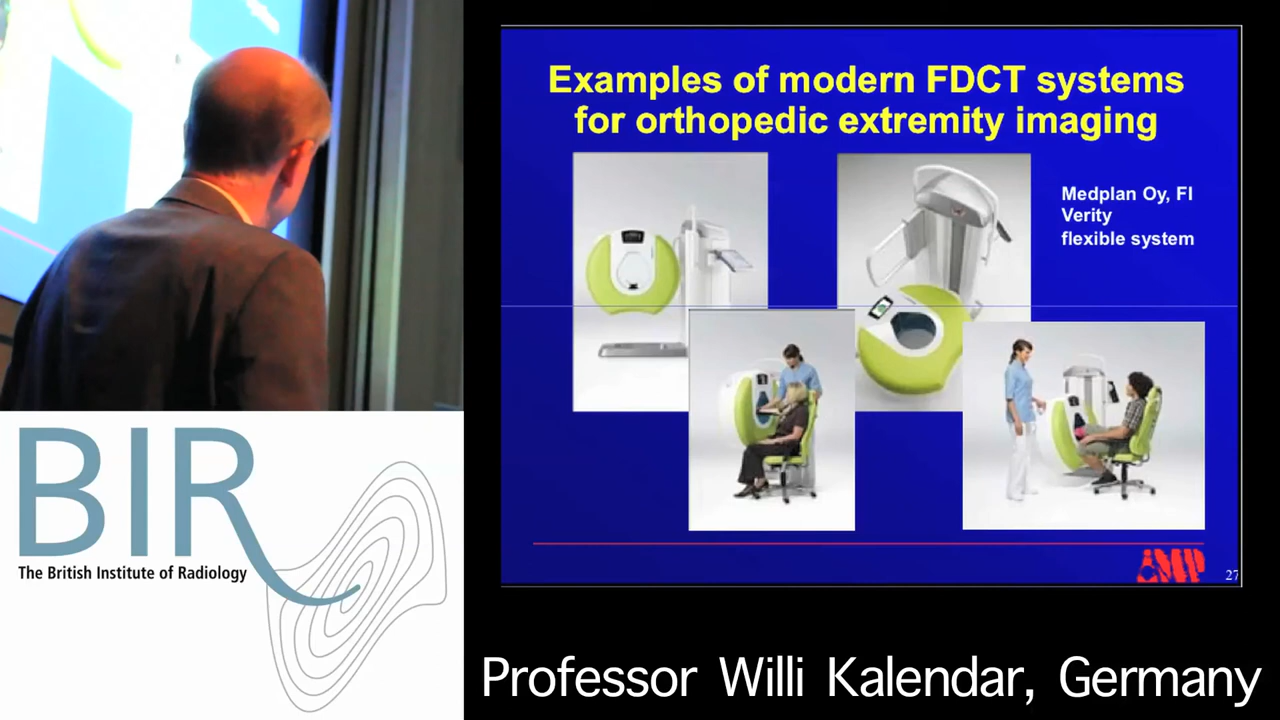 Examples of modern FDCT systems
for orthopedic extremity imaging
Medplan Oy, FI
Verity
flexible system
BIR
The British Institute of Radiology
iMP
27
Professor Willi Kalendar, Germany